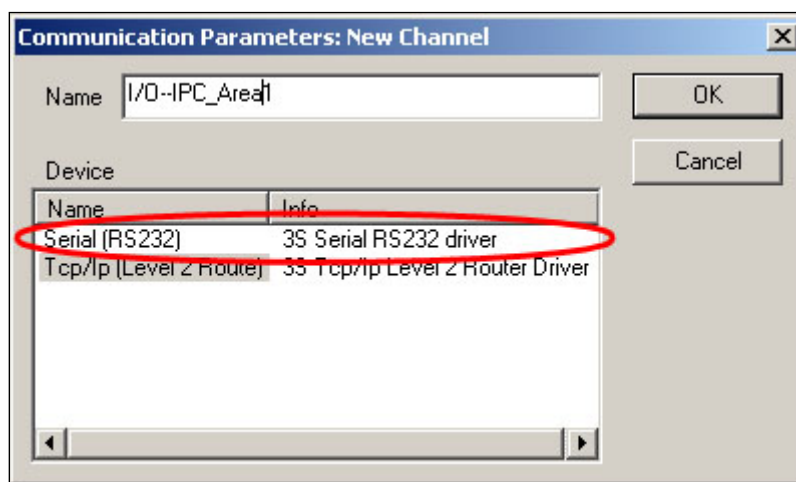 Communication Parameters: New Channel
Name I/O--IPC_Area1 OK
Cancel
Device
Name Info
Serial (RS232) 3S Serial RS232 driver
Tcp/Ip (Level 2 Route) 3S Tcp/Ip Level 2 Router Driver